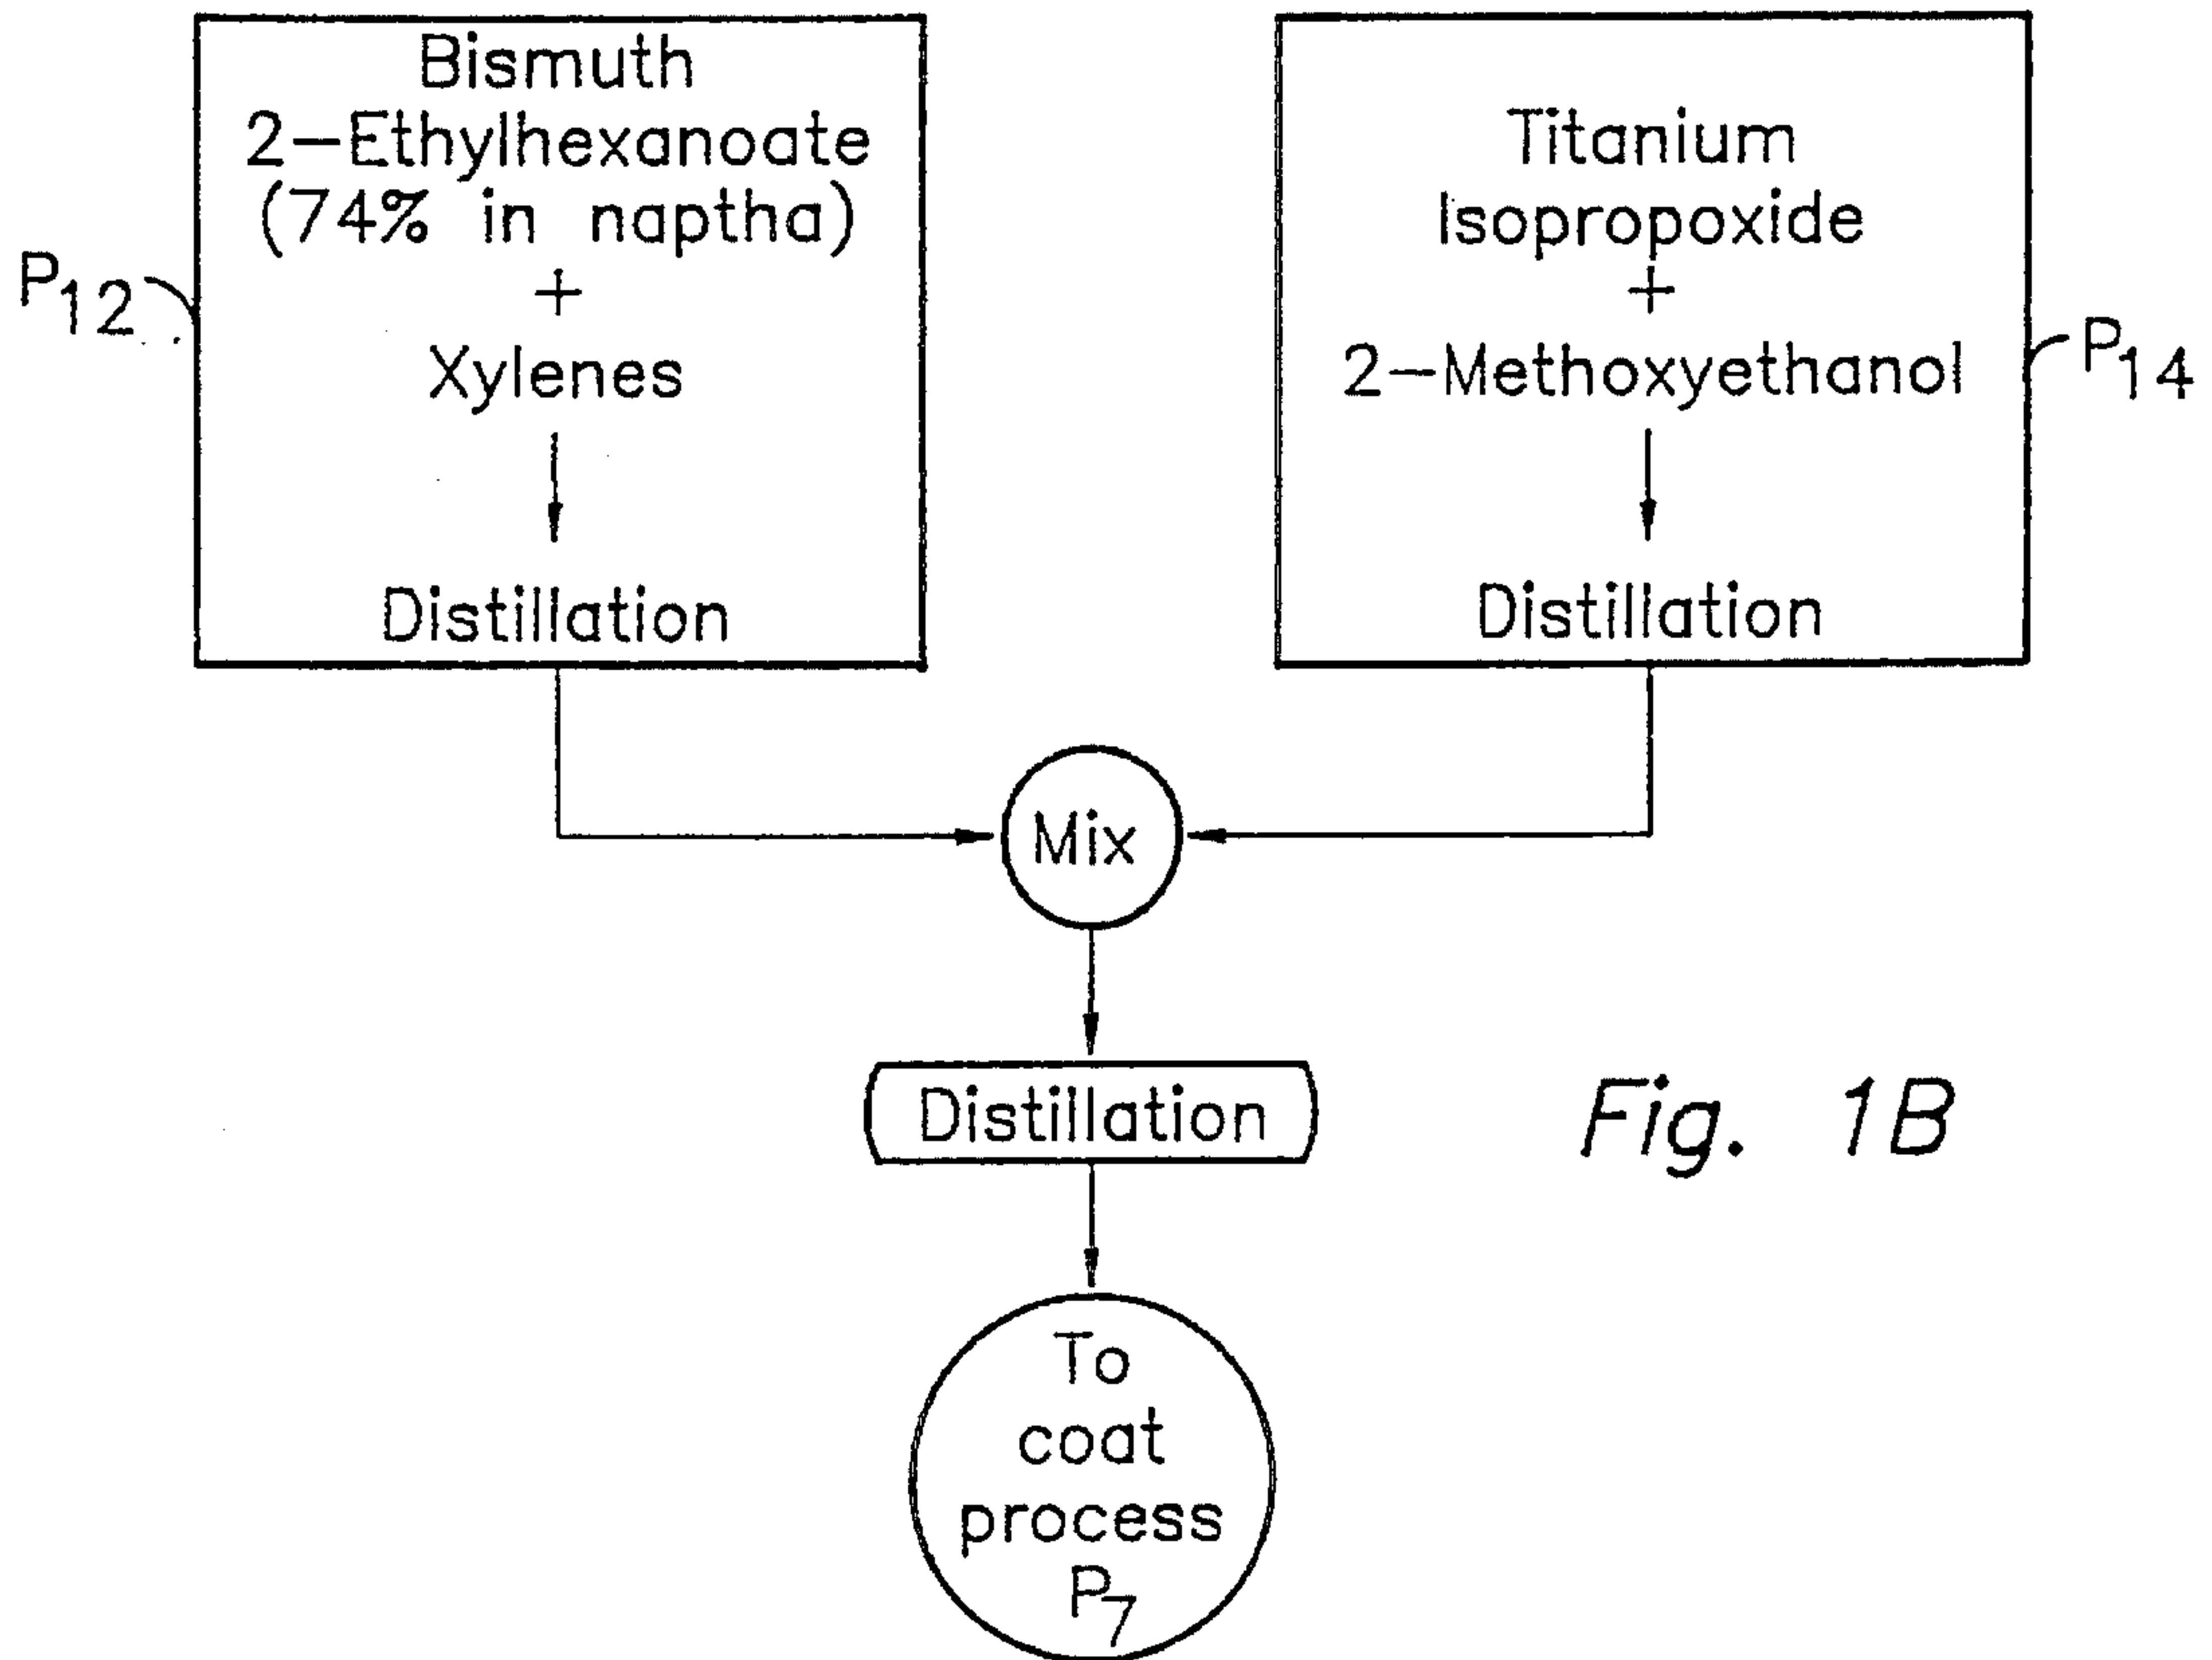 Bismuth
2-Ethylhexanoate
(74% in naptha)
+
Xylenes
Distillation
P12
Titanium
Isopropoxide
+
2-Methoxyethanol
Distillation
P14
Mix
Distillation
To
coat
process
P7
Fig. 1B